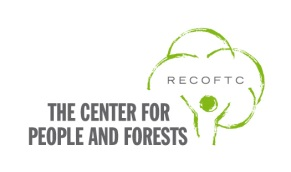 RECOFTC
THE CENTER FOR
PEOPLE AND FORESTS